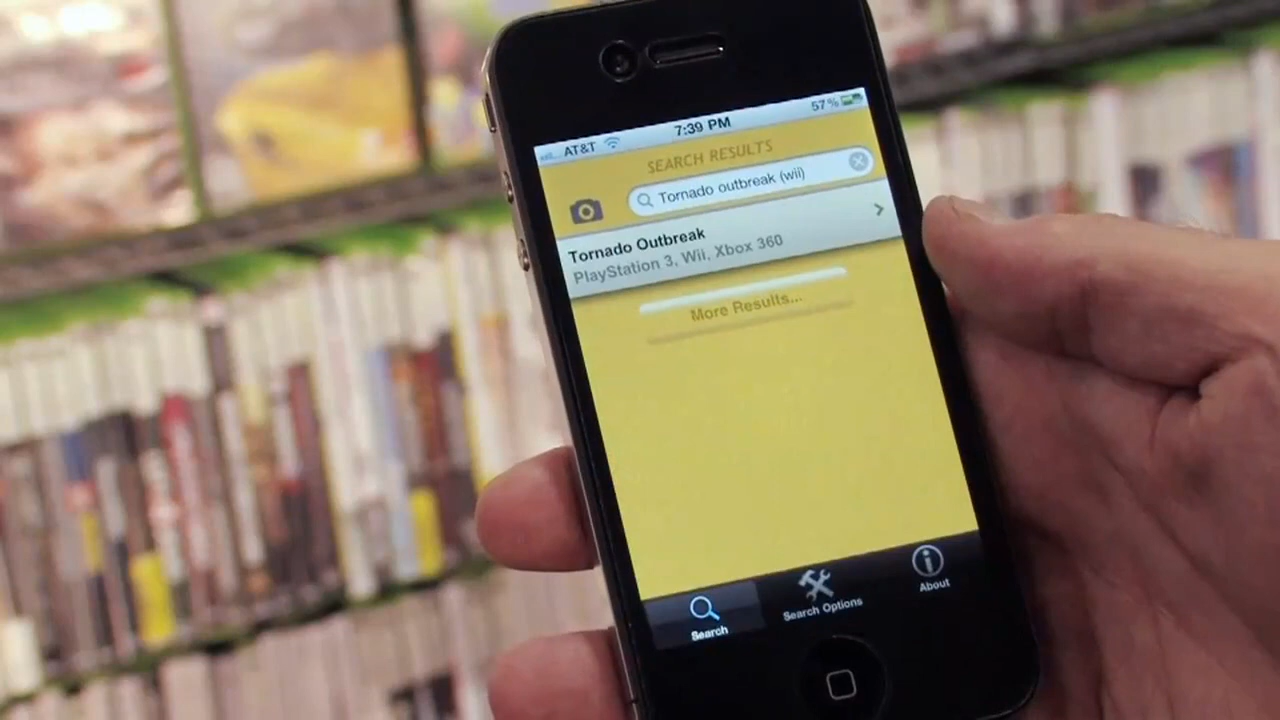 AT&T 7:39 PM 57%
SEARCH RESULTS
Tornado outbreak (wii)
Tornado Outbreak
PlayStation 3, Wii, Xbox 360
More Results...
Search
Search Options
About